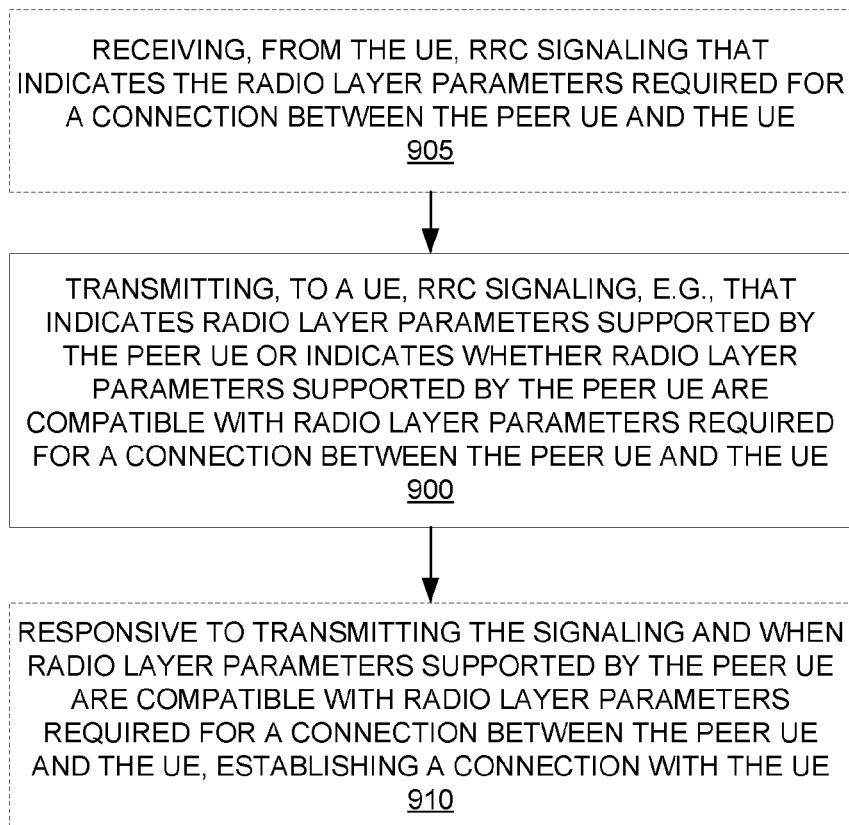 RECEIVING, FROM THE UE, RRC SIGNALING THAT
INDICATES THE RADIO LAYER PARAMETERS REQUIRED FOR
A CONNECTION BETWEEN THE PEER UE AND THE UE
905
TRANSMITTING, TO A UE, RRC SIGNALING, E.G., THAT
INDICATES RADIO LAYER PARAMETERS SUPPORTED BY
THE PEER UE OR INDICATES WHETHER RADIO LAYER
PARAMETERS SUPPORTED BY THE PEER UE ARE
COMPATIBLE WITH RADIO LAYER PARAMETERS REQUIRED
FOR A CONNECTION BETWEEN THE PEER UE AND THE UE
900
RESPONSIVE TO TRANSMITTING THE SIGNALING AND WHEN
RADIO LAYER PARAMETERS SUPPORTED BY THE PEER UE
ARE COMPATIBLE WITH RADIO LAYER PARAMETERS
REQUIRED FOR A CONNECTION BETWEEN THE PEER UE
AND THE UE, ESTABLISHING A CONNECTION WITH THE UE
910